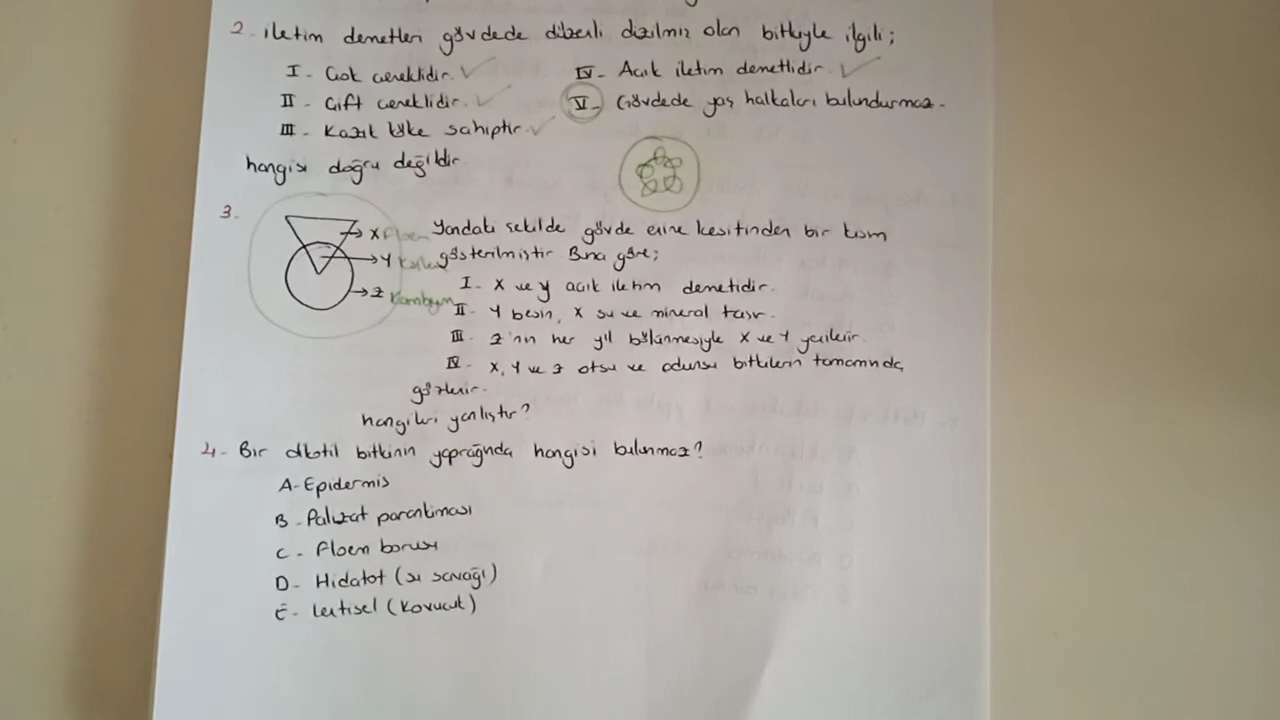 2- iletim demetleri gövdede düzenli dizilmiş olan bitkiyle ilgili;
I- Çok çeneklidir. ✓
IV- Açık iletim demetlidir. ✓
II- Çift çeneklidir. ✓
V- Gövdede yaş halkaları bulundurmaz.
III- Kazık köke sahiptir. ✓
hangisi doğru değildir.
3.
X Floem
Yandaki şekilde gövde enine kesitinden bir kısım
Y
gösterilmiştir. Buna göre;
Z Kambiyum
I- X ve Y açık iletim demetidir.
II- Y besin, X su ve mineral taşır.
III- Z'nin her yıl bölünmesiyle X ve Y yenilenir.
IV- X, Y ve Z otsu ve odunsu bitkilerin tamamında
gözlenir.
hangileri yanlıştır?
4- Bir dikotil bitkinin yaprağında hangisi bulunmaz?
A- Epidermis
B- Palizat parankiması
C- Floem borusu
D- Hidatot (su savağı)
E- lentisel (kovucuk)